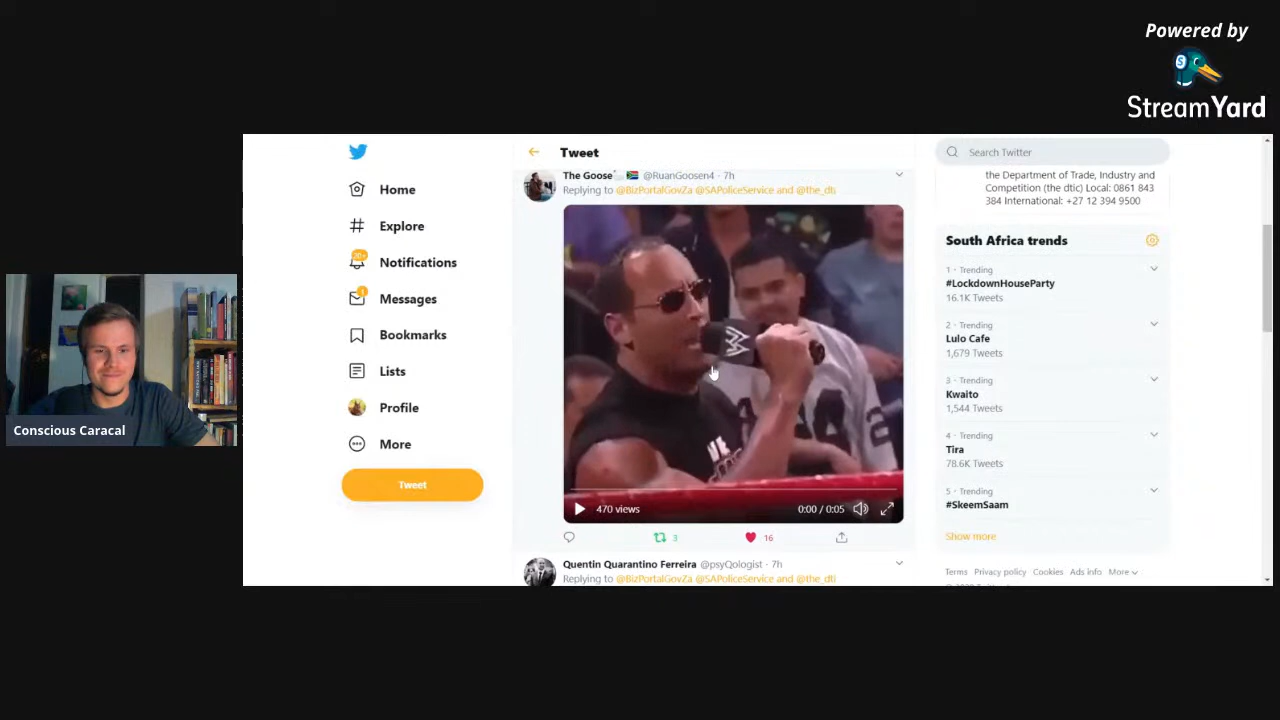 Powered by
StreamYard
Conscious Caracal
Home
Explore
20+
Notifications
1
Messages
Bookmarks
Lists
Profile
More
Tweet
Tweet
The Goose @RuanGoosen4 · 7h
Replying to @BizPortalGovZa @SAPoliceService and @the_dti
470 views
0:00 / 0:05
3
16
Quentin Quarantino Ferreira @psyQologist · 7h
Replying to @BizPortalGovZa @SAPoliceService and @the_dti
Search Twitter
the Department of Trade, Industry and
Competition (the dtic) Local: 0861 843
384 International: +27 12 394 9500
South Africa trends
1 · Trending
#LockdownHouseParty
16.1K Tweets
2 · Trending
Lulo Cafe
1,679 Tweets
3 · Trending
Kwaito
1,544 Tweets
4 · Trending
Tira
78.6K Tweets
5 · Trending
#SkeemSaam
Show more
Terms Privacy policy Cookies Ads info More